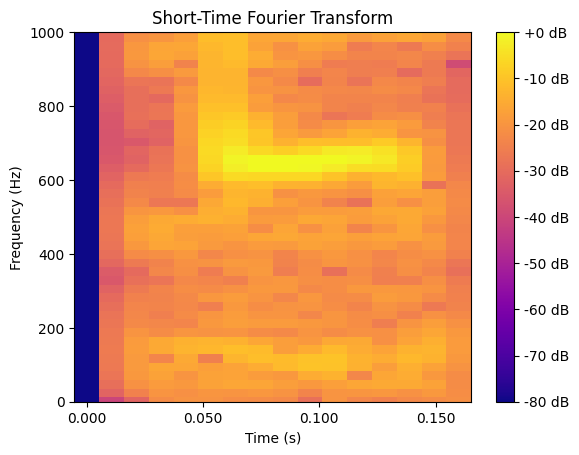 Short-Time Fourier Transform
1000
800
600
400
200
0
Frequency (Hz)
0.000
0.050
0.100
0.150
Time (s)
+0 dB
-10 dB
-20 dB
-30 dB
-40 dB
-50 dB
-60 dB
-70 dB
-80 dB